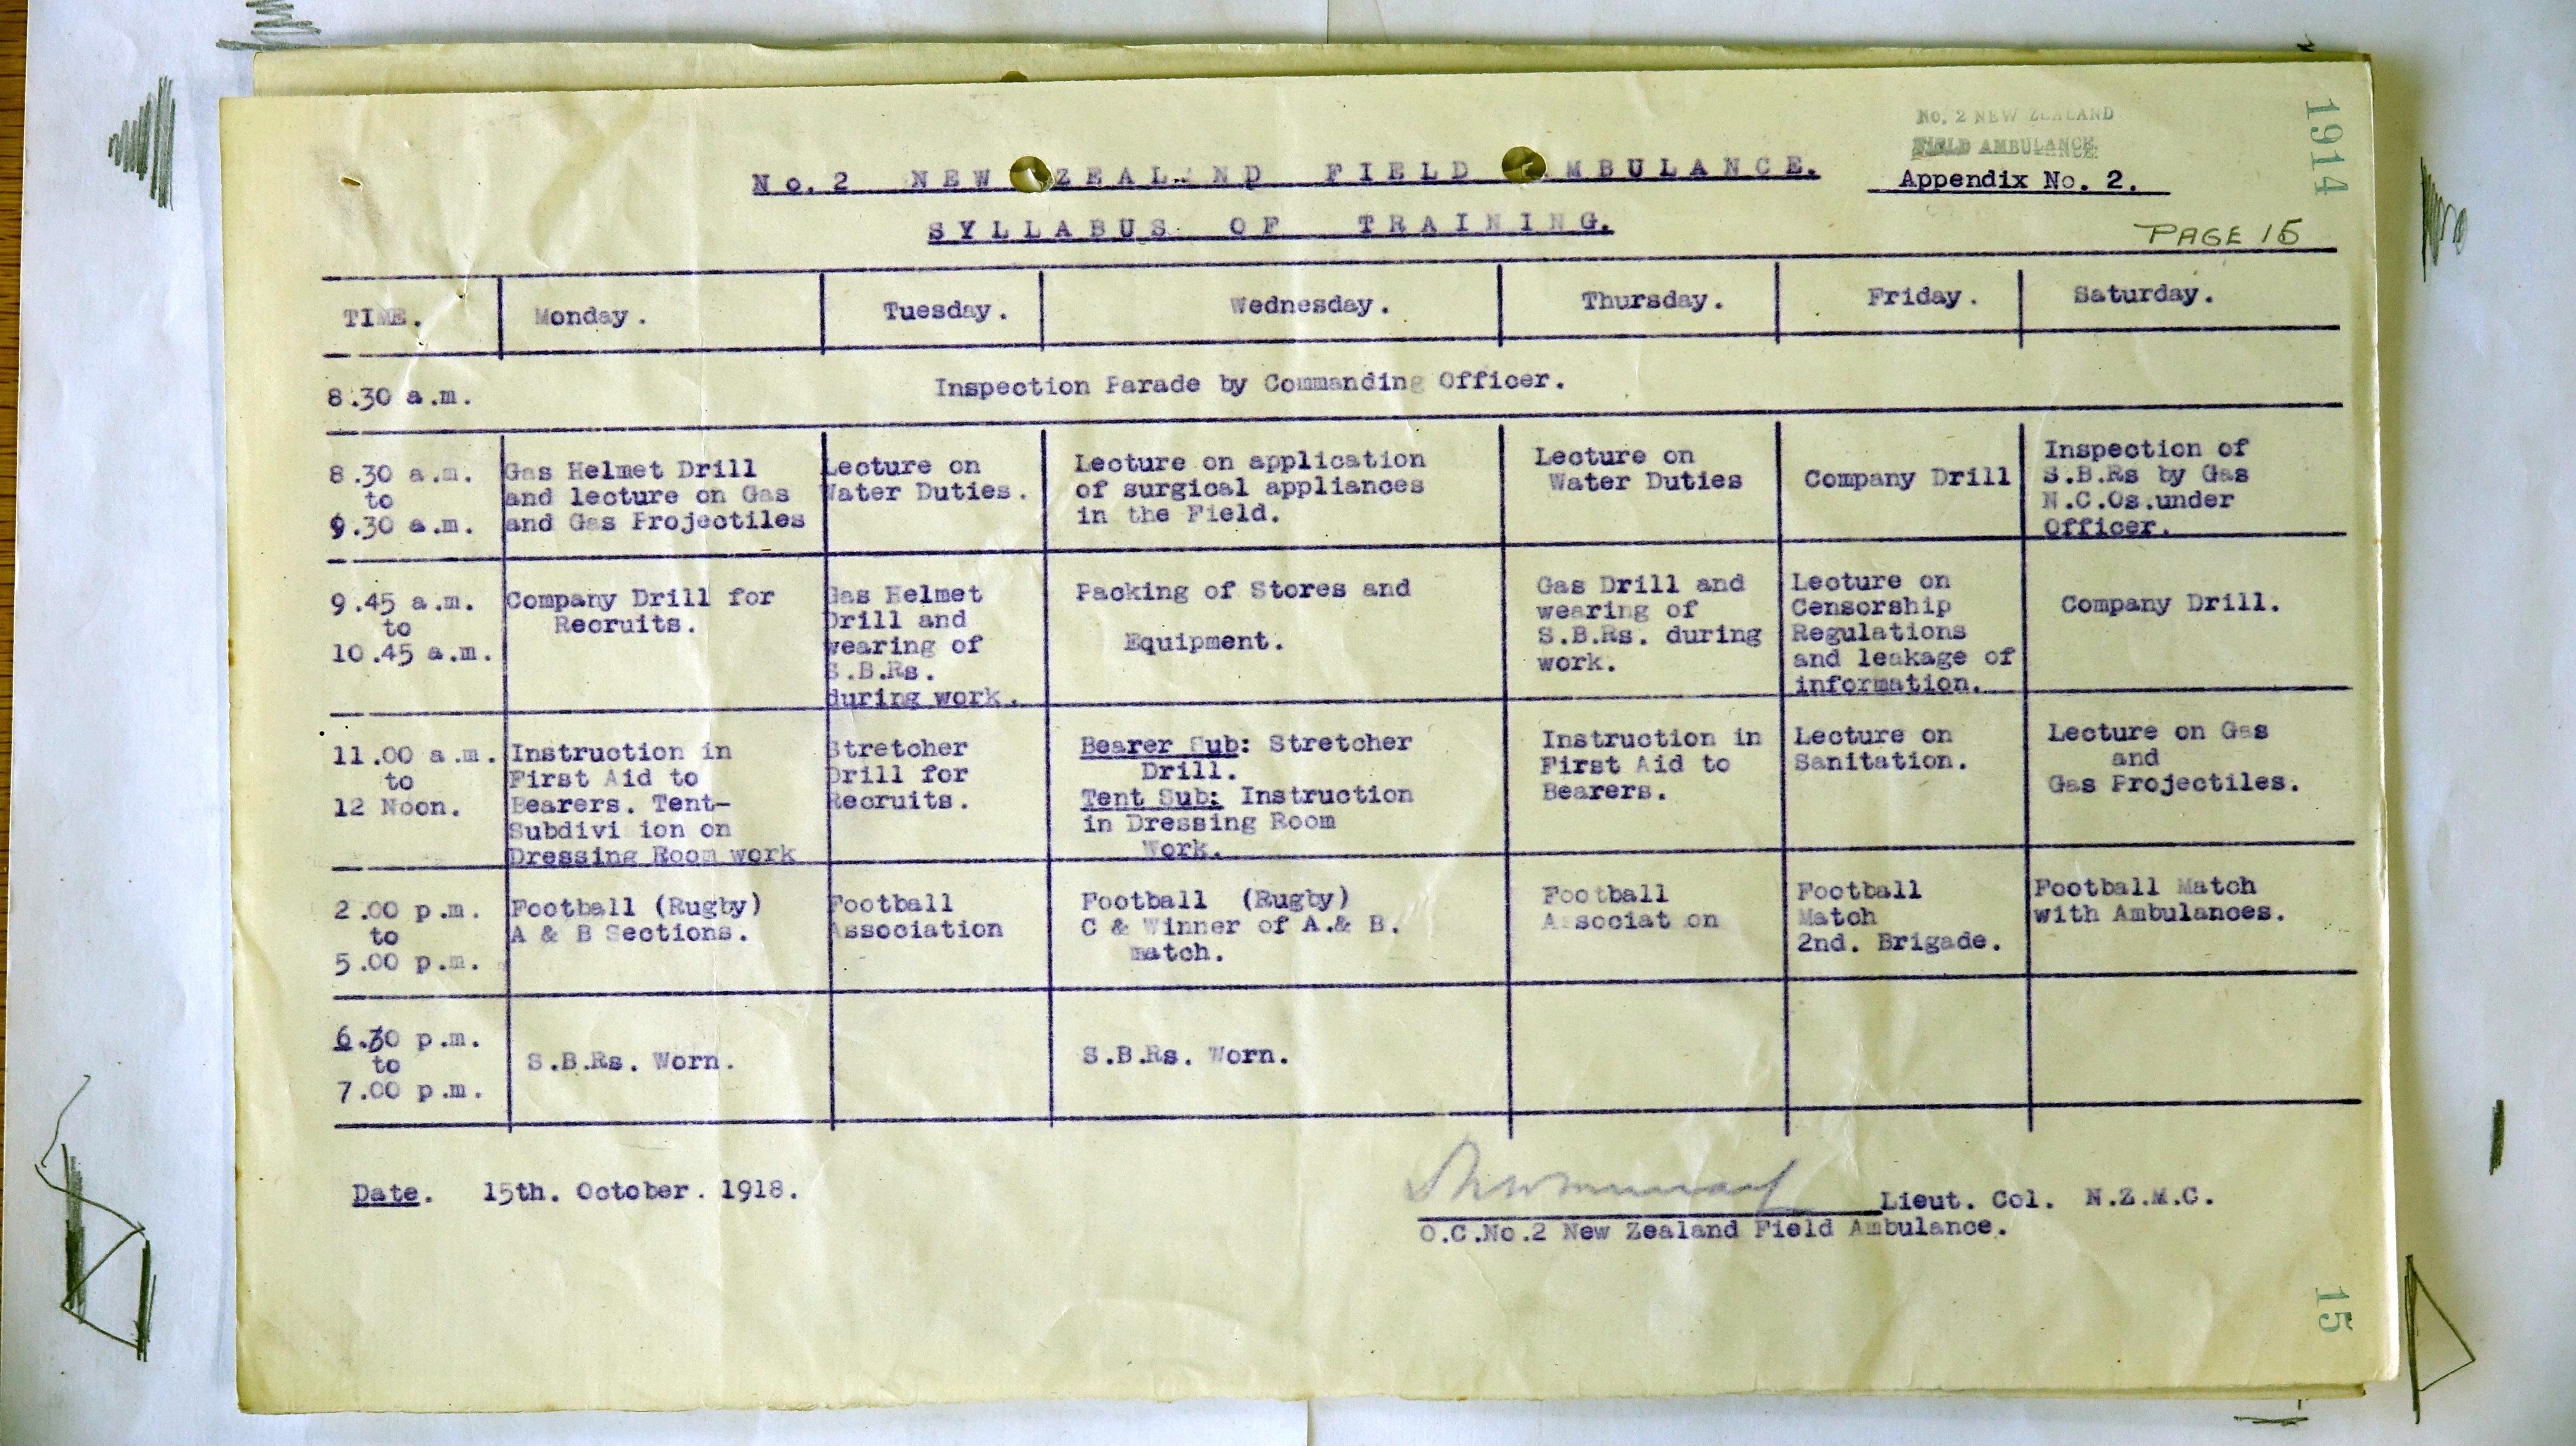 No. 2 NEW ZEALAND
FIELD AMBULANCE.
1914
No. 2 NEW ZEALAND FIELD AMBULANCE.
Appendix No. 2.
SYLLABUS OF TRAINING.
PAGE 15
TIME. Monday. Tuesday. Wednesday. Thursday. Friday. Saturday.
8.30 a.m. Inspection Parade by Commanding Officer.
8.30 a.m.
to
9.30 a.m.
Gas Helmet Drill
and lecture on Gas
and Gas Projectiles
Lecture on
Water Duties.
Lecture on application
of surgical appliances
in the Field.
Lecture on
Water Duties
Company Drill
Inspection of
S.B.Rs by Gas
N.C.Os.under
Officer.
9.45 a.m.
to
10.45 a.m.
Company Drill for
Recruits.
Gas Helmet
Drill and
wearing of
S.B.Rs.
during work.
Packing of Stores and
Equipment.
Gas Drill and
wearing of
S.B.Rs. during
work.
Lecture on
Censorship
Regulations
and leakage of
information.
Company Drill.
11.00 a.m.
to
12 Noon.
Instruction in
First Aid to
Bearers. Tent-
Subdivi ion on
Dressing Room work
Stretcher
Drill for
Recruits.
Bearer Sub: Stretcher
Drill.
Tent Sub: Instruction
in Dressing Room
Work.
Instruction in
First Aid to
Bearers.
Lecture on
Sanitation.
Lecture on Gas
and
Gas Projectiles.
2.00 p.m.
to
5.00 p.m.
Football (Rugby)
A & B Sections.
Football
Association
Football (Rugby)
C & Winner of A.& B.
match.
Football
A sociat on
Football
Match
2nd. Brigade.
Football Match
with Ambulances.
6.30 p.m.
to
7.00 p.m.
S.B.Rs. Worn.
S.B.Rs. Worn.
Date. 15th. October. 1918.
Lieut. Col. N.Z.M.C.
O.C.No.2 New Zealand Field Ambulance.
15